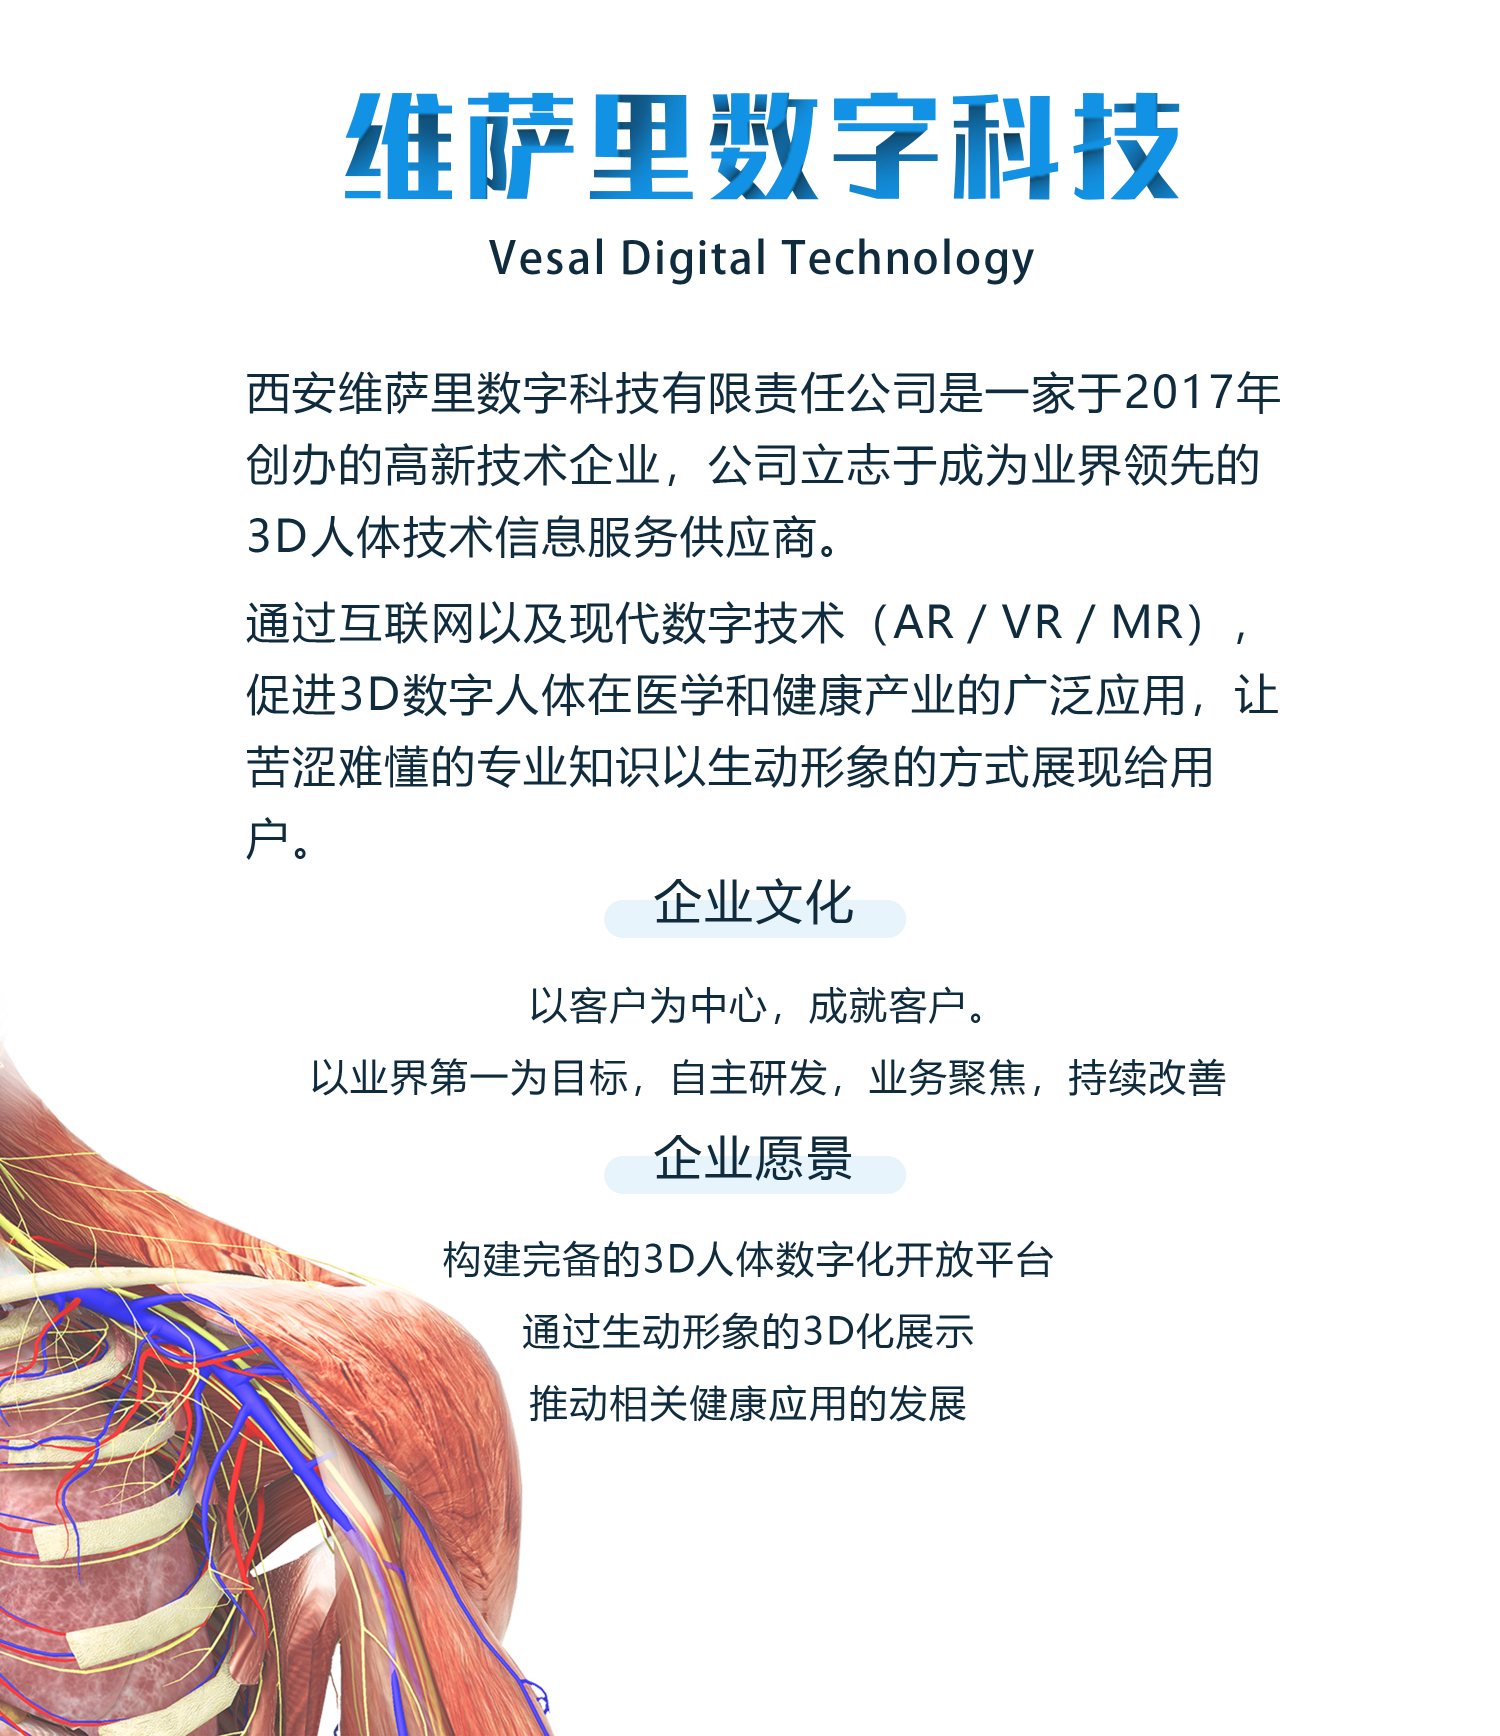 维萨里数字科技
Vesal Digital Technology
西安维萨里数字科技有限责任公司是一家于2017年
创办的高新技术企业，公司立志于成为业界领先的
3D人体技术信息服务供应商。
通过互联网以及现代数字技术（AR / VR / MR），
促进3D数字人体在医学和健康产业的广泛应用，让
苦涩难懂的专业知识以生动形象的方式展现给用
户。
企业文化
以客户为中心，成就客户。
以业界第一为目标，自主研发，业务聚焦，持续改善
企业愿景
构建完备的3D人体数字化开放平台
通过生动形象的3D化展示
推动相关健康应用的发展